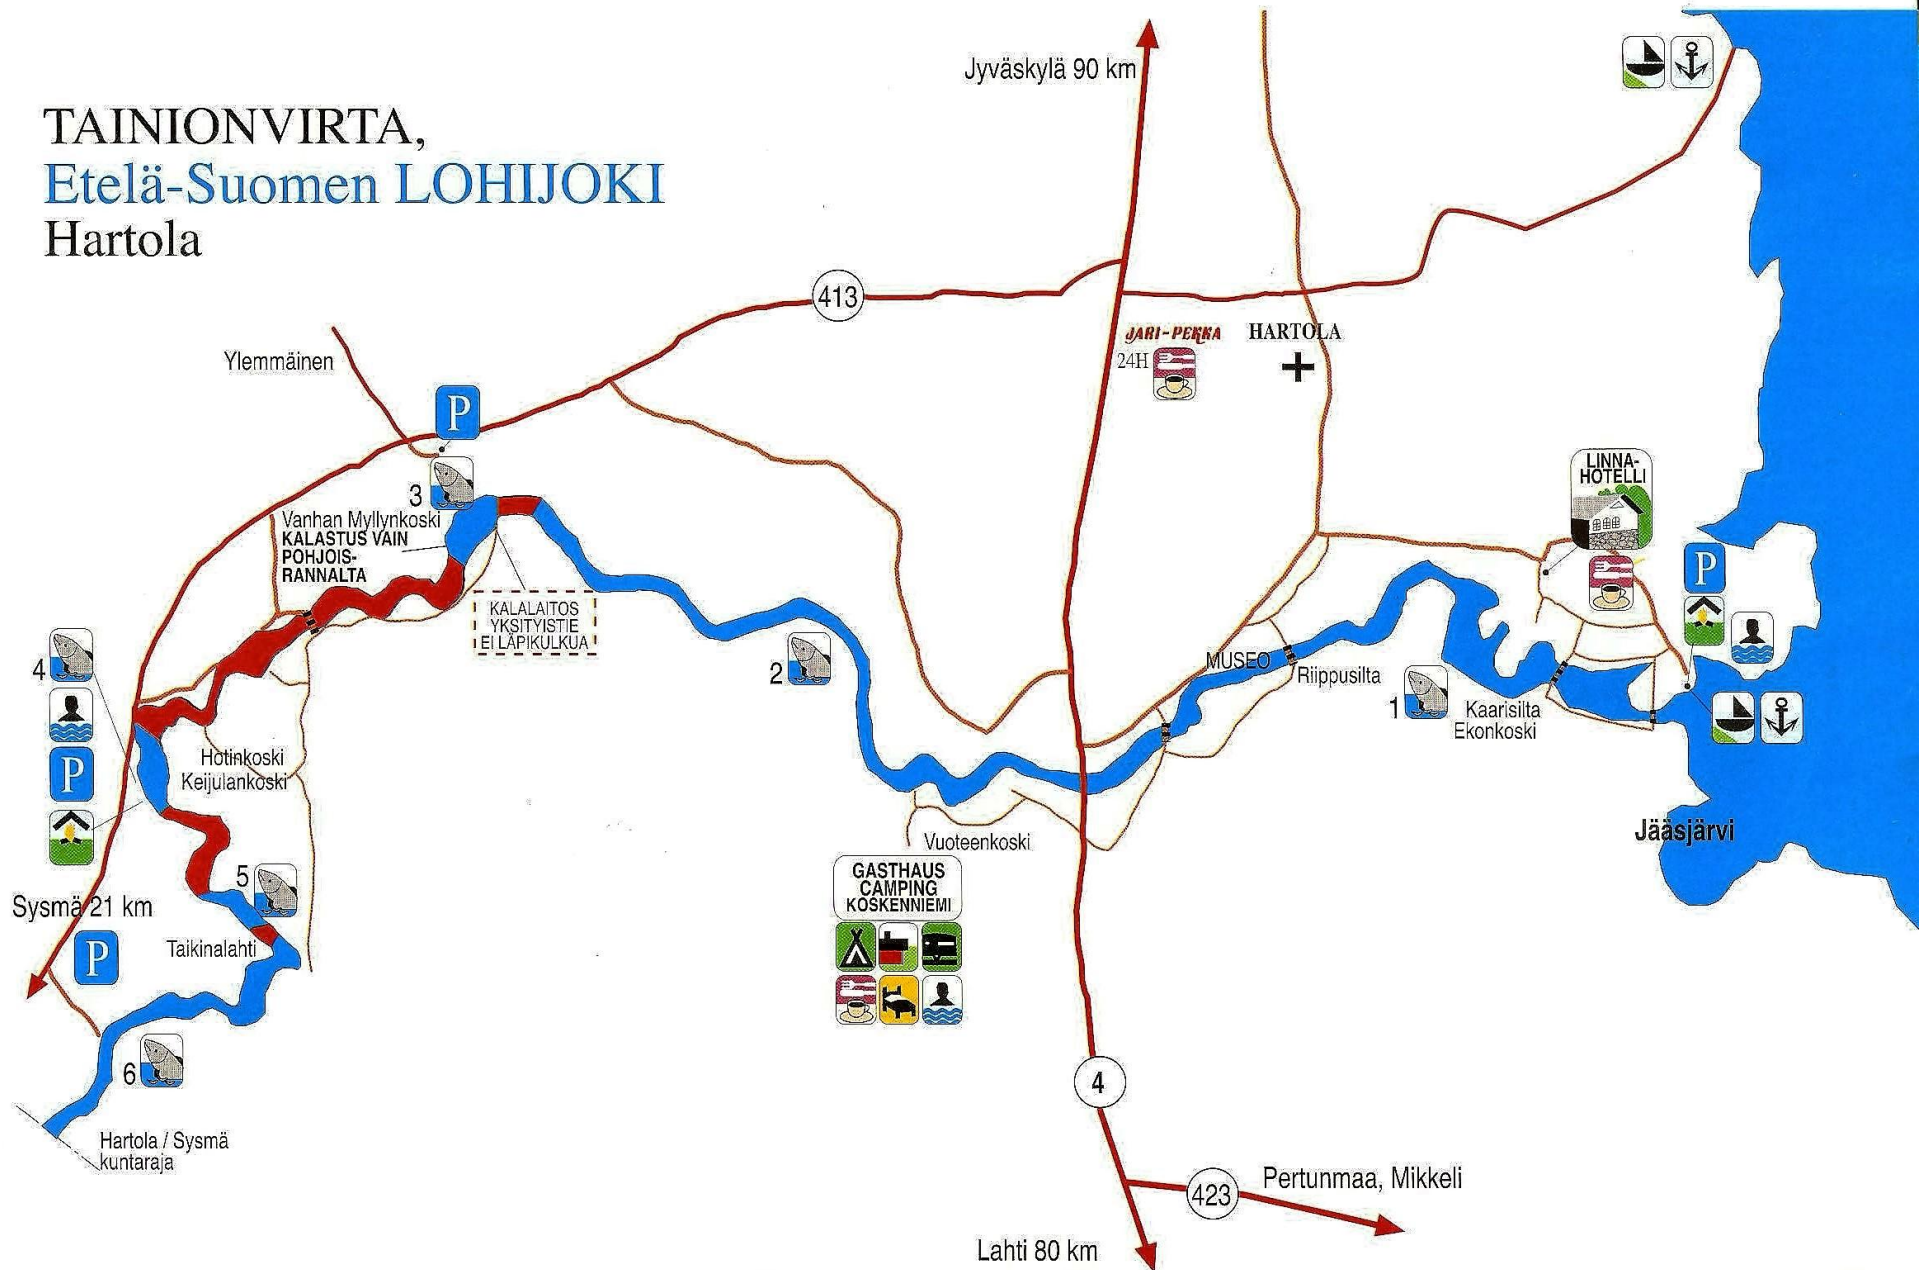 TAINIONVIRTA,
Etelä-Suomen LOHIJOKI
Hartola
Jyväskylä 90 km
413
Ylemmäinen
P
3
Vanhan Myllynkoski
KALASTUS VAIN
POHJOIS-
RANNALTA
KALALAITOS
YKSITYISTIE
EI LÄPIKULKUA
JARI-PEKKA
24H
HARTOLA
LINNA-
HOTELLI
P
4
P
2
MUSEO
Riippusilta
1
Kaarisilta
Ekonkoski
Hotinkoski
Keijulankoski
Vuoteenkoski
Jääsjärvi
GASTHAUS
CAMPING
KOSKENNIEMI
5
Sysmä 21 km
P
Taikinalahti
6
Hartola / Sysmä
kuntaraja
4
423
Pertunmaa, Mikkeli
Lahti 80 km